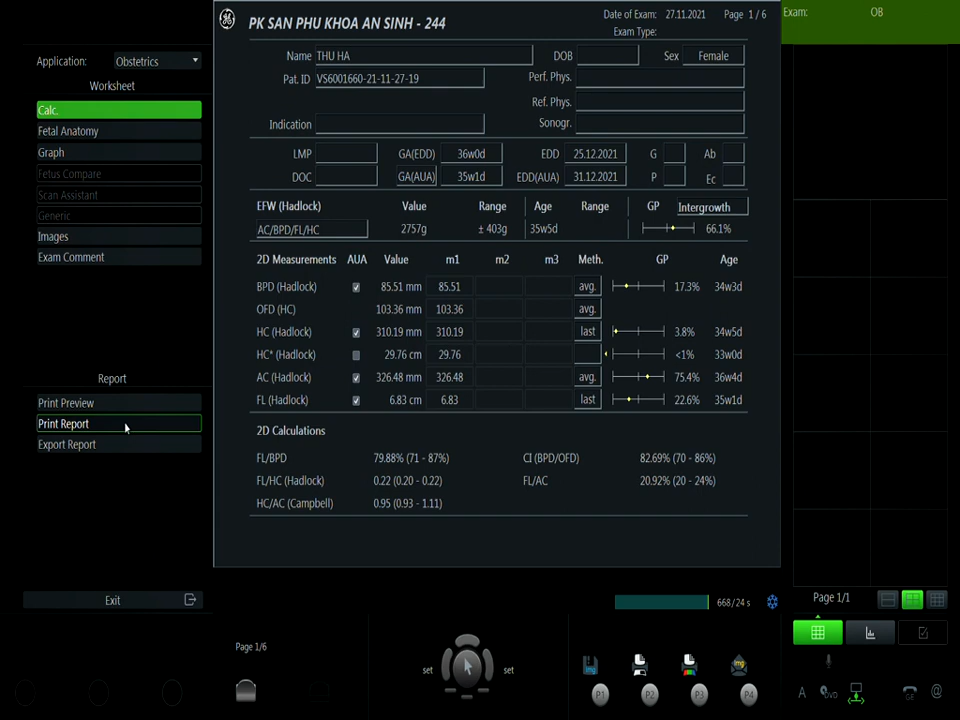 PK SAN PHU KHOA AN SINH - 244
Date of Exam: 27.11.2021 Page 1 / 6
Exam Type:
Exam: OB
Application: Obstetrics
Worksheet
Calc.
Fetal Anatomy
Graph
Fetus Compare
Scan Assistant
Generic
Images
Exam Comment
Report
Print Preview
Print Report
Export Report
Exit
Name THU HA DOB Sex Female
Pat. ID VS6001660-21-11-27-19 Perf. Phys.
Ref. Phys.
Indication Sonogr.
LMP GA(EDD) 36w0d EDD 25.12.2021 G Ab
DOC GA(AUA) 35w1d EDD(AUA) 31.12.2021 P Ec
EFW (Hadlock) Value Range Age Range GP Intergrowth
AC/BPD/FL/HC 2757g ± 403g 35w5d 66.1%
2D Measurements AUA Value m1 m2 m3 Meth. GP Age
BPD (Hadlock) 85.51 mm 85.51 avg. 17.3% 34w3d
OFD (HC) 103.36 mm 103.36 avg.
HC (Hadlock) 310.19 mm 310.19 last 3.8% 34w5d
HC* (Hadlock) 29.76 cm 29.76 <1% 33w0d
AC (Hadlock) 326.48 mm 326.48 avg. 75.4% 36w4d
FL (Hadlock) 6.83 cm 6.83 last 22.6% 35w1d
2D Calculations
FL/BPD 79.88% (71 - 87%) CI (BPD/OFD) 82.69% (70 - 86%)
FL/HC (Hadlock) 0.22 (0.20 - 0.22) FL/AC 20.92% (20 - 24%)
HC/AC (Campbell) 0.95 (0.93 - 1.11)
668/24 s
Page 1/1
Page 1/6
set set
Img
P1 P2 P3 P4
A DVD @